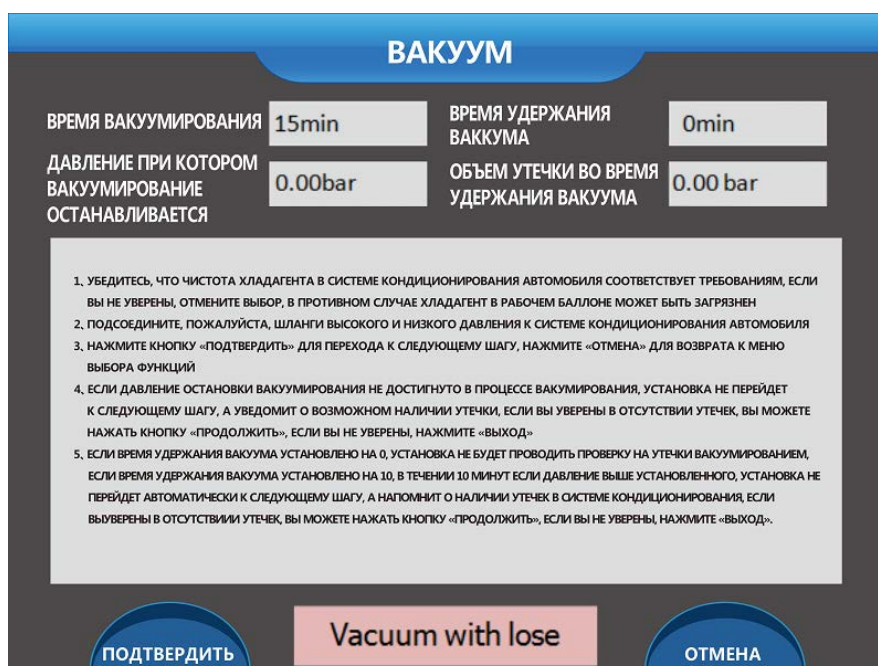 ВАКУУМ
ВРЕМЯ ВАКУУМИРОВАНИЯ 15min
ВРЕМЯ УДЕРЖАНИЯ
ВАККУМА 0min
ДАВЛЕНИЕ ПРИ КОТОРОМ
ВАКУУМИРОВАНИЕ
ОСТАНАВЛИВАЕТСЯ 0.00bar
ОБЪЕМ УТЕЧКИ ВО ВРЕМЯ
УДЕРЖАНИЯ ВАКУУМА 0.00 bar
1、УБЕДИТЕСЬ, ЧТО ЧИСТОТА ХЛАДАГЕНТА В СИСТЕМЕ КОНДИЦИОНИРОВАНИЯ АВТОМОБИЛЯ СООТВЕТСТВУЕТ ТРЕБОВАНИЯМ, ЕСЛИ
ВЫ НЕ УВЕРЕНЫ, ОТМЕНИТЕ ВЫБОР, В ПРОТИВНОМ СЛУЧАЕ ХЛАДАГЕНТ В РАБОЧЕМ БАЛЛОНЕ МОЖЕТ БЫТЬ ЗАГРЯЗНЕН
2、ПОДСОЕДИНИТЕ, ПОЖАЛУЙСТА, ШЛАНГИ ВЫСОКОГО И НИЗКОГО ДАВЛЕНИЯ К СИСТЕМЕ КОНДИЦИОНИРОВАНИЯ АВТОМОБИЛЯ
3、НАЖМИТЕ КНОПКУ «ПОДТВЕРДИТЬ» ДЛЯ ПЕРЕХОДА К СЛЕДУЮЩЕМУ ШАГУ, НАЖМИТЕ «ОТМЕНА» ДЛЯ ВОЗВРАТА К МЕНЮ
ВЫБОРА ФУНКЦИЙ
4、ЕСЛИ ДАВЛЕНИЕ ОСТАНОВКИ ВАКУУМИРОВАНИЯ НЕ ДОСТИГНУТО В ПРОЦЕССЕ ВАКУМИРОВАНИЯ, УСТАНОВКА НЕ ПЕРЕЙДЕТ
К СЛЕДУЮЩЕМУ ШАГУ, А УВЕДОМИТ О ВОЗМОЖНОМ НАЛИЧИИ УТЕЧКИ, ЕСЛИ ВЫ УВЕРЕНЫ В ОТСУТСТВИИ УТЕЧЕК, ВЫ МОЖЕТЕ
НАЖАТЬ КНОПКУ «ПРОДОЛЖИТЬ», ЕСЛИ ВЫ НЕ УВЕРЕНЫ, НАЖМИТЕ «ВЫХОД»
5、ЕСЛИ ВРЕМЯ УДЕРЖАНИЯ ВАКУУМА УСТАНОВЛЕНО НА 0, УСТАНОВКА НЕ БУДЕТ ПРОВОДИТЬ ПРОВЕРКУ НА УТЕЧКИ ВАКУУМИРОВАНИЕМ,
ЕСЛИ ВРЕМЯ УДЕРЖАНИЯ ВАКУУМА УСТАНОВЛЕНО НА 10, В ТЕЧЕНИИ 10 МИНУТ ЕСЛИ ДАВЛЕНИЕ ВЫШЕ УСТАНОВЛЕННОГО, УСТАНОВКА НЕ
ПЕРЕЙДЕТ АВТОМАТИЧЕСКИ К СЛЕДУЮЩЕМУ ШАГУ, А НАПОМНИТ О НАЛИЧИИ УТЕЧЕК В СИСТЕМЕ КОНДИЦИОНИРОВАНИЯ, ЕСЛИ
ВЫУВЕРЕНЫ В ОТСУТСТВИИИ УТЕЧЕК, ВЫ МОЖЕТЕ НАЖАТЬ КНОПКУ «ПРОДОЛЖИТЬ», ЕСЛИ ВЫ НЕ УВЕРЕНЫ, НАЖМИТЕ «ВЫХОД».
ПОДТВЕРДИТЬ
Vacuum with lose
ОТМЕНА